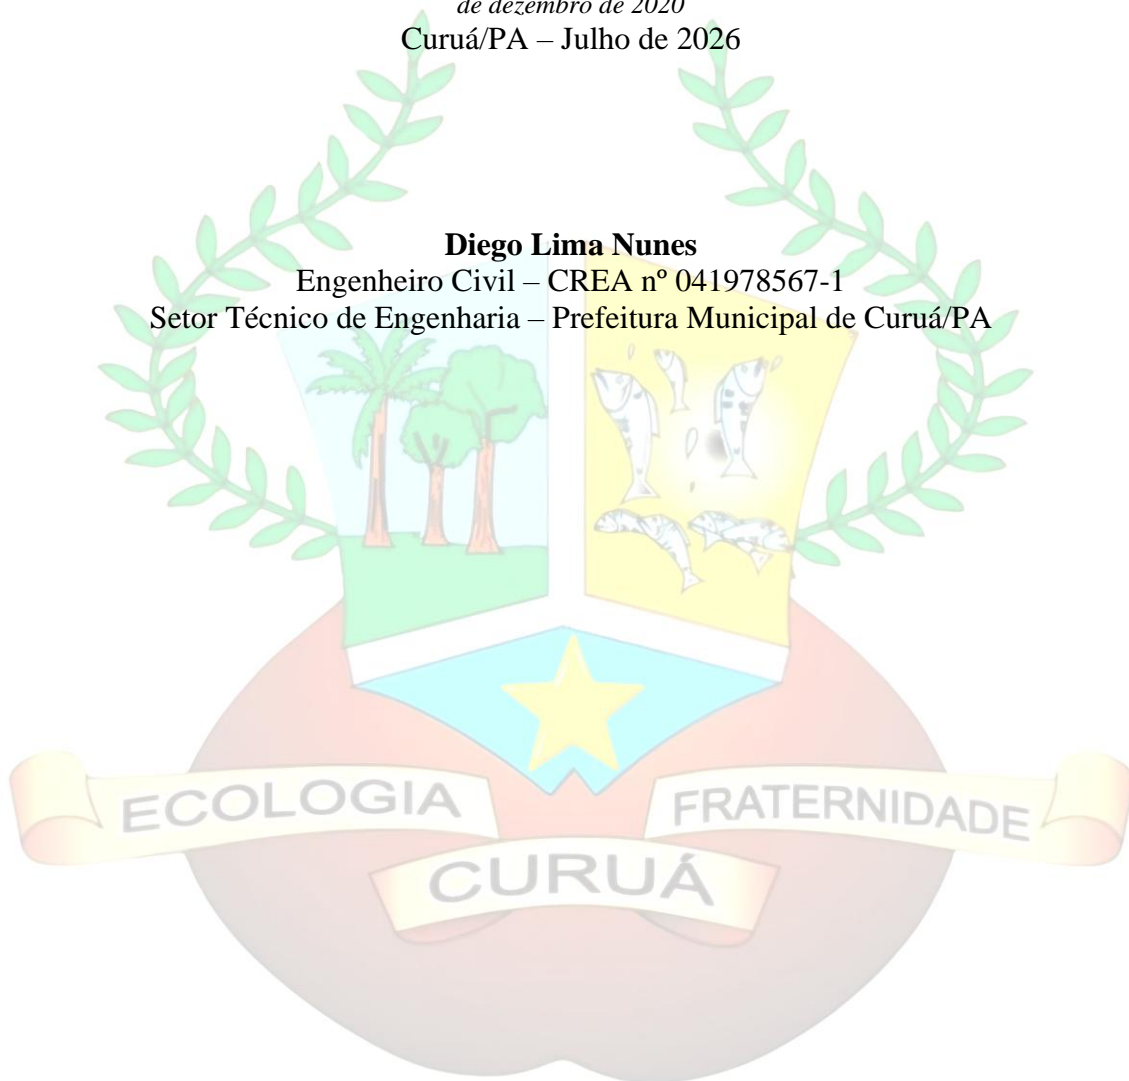 de dezembro de 2020
Curuá/PA – Julho de 2026
Diego Lima Nunes
Engenheiro Civil – CREA nº 041978567-1
Setor Técnico de Engenharia – Prefeitura Municipal de Curuá/PA
ECOLOGIA
FRATERNIDADE
CURUÁ